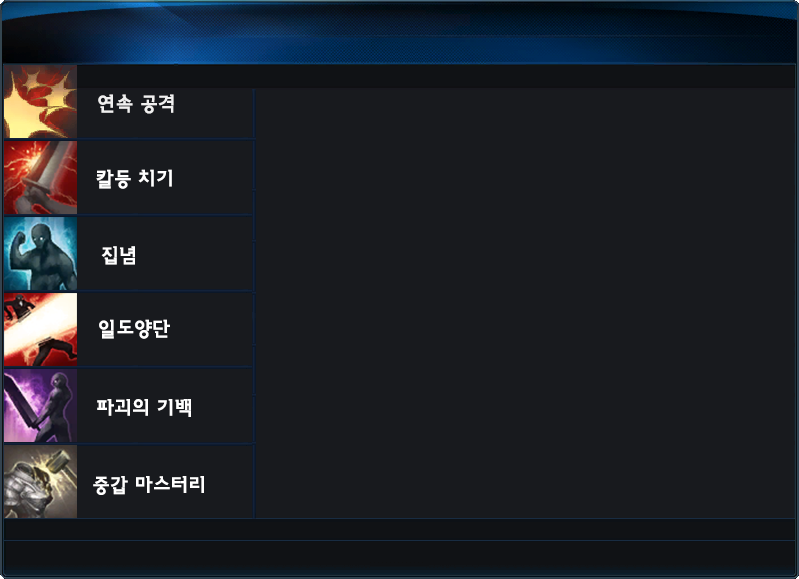 연속 공격
칼등 치기
집념
일도양단
파괴의 기백
중갑 마스터리